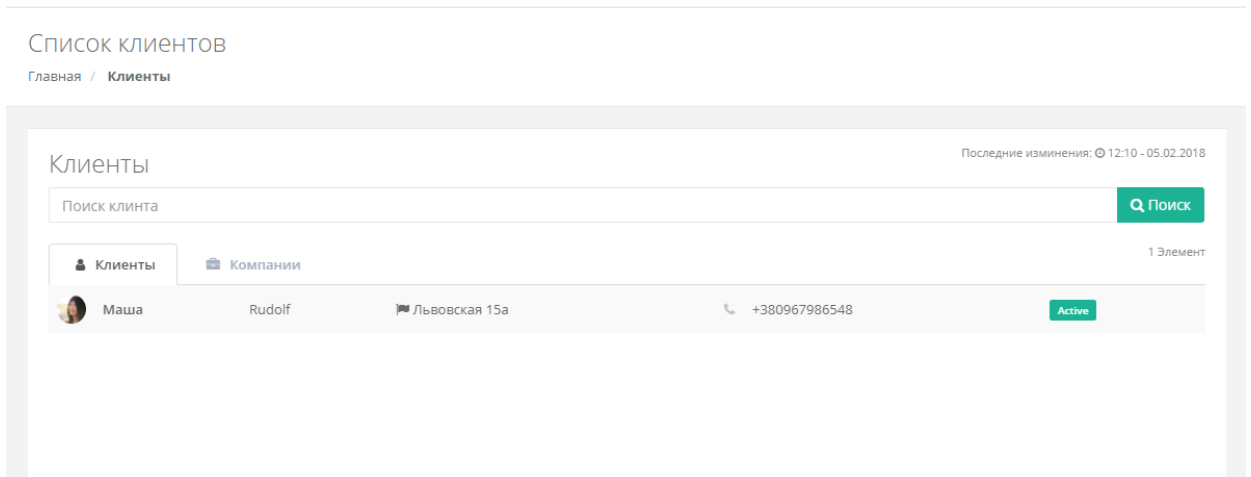 Список клиентов
Главная / Клиенты
Клиенты
Последние изминения: 12:10 - 05.02.2018
Поиск клинта
Поиск
Клиенты Компании
1 Элемент
Маша Rudolf Львовская 15а +380967986548 Active